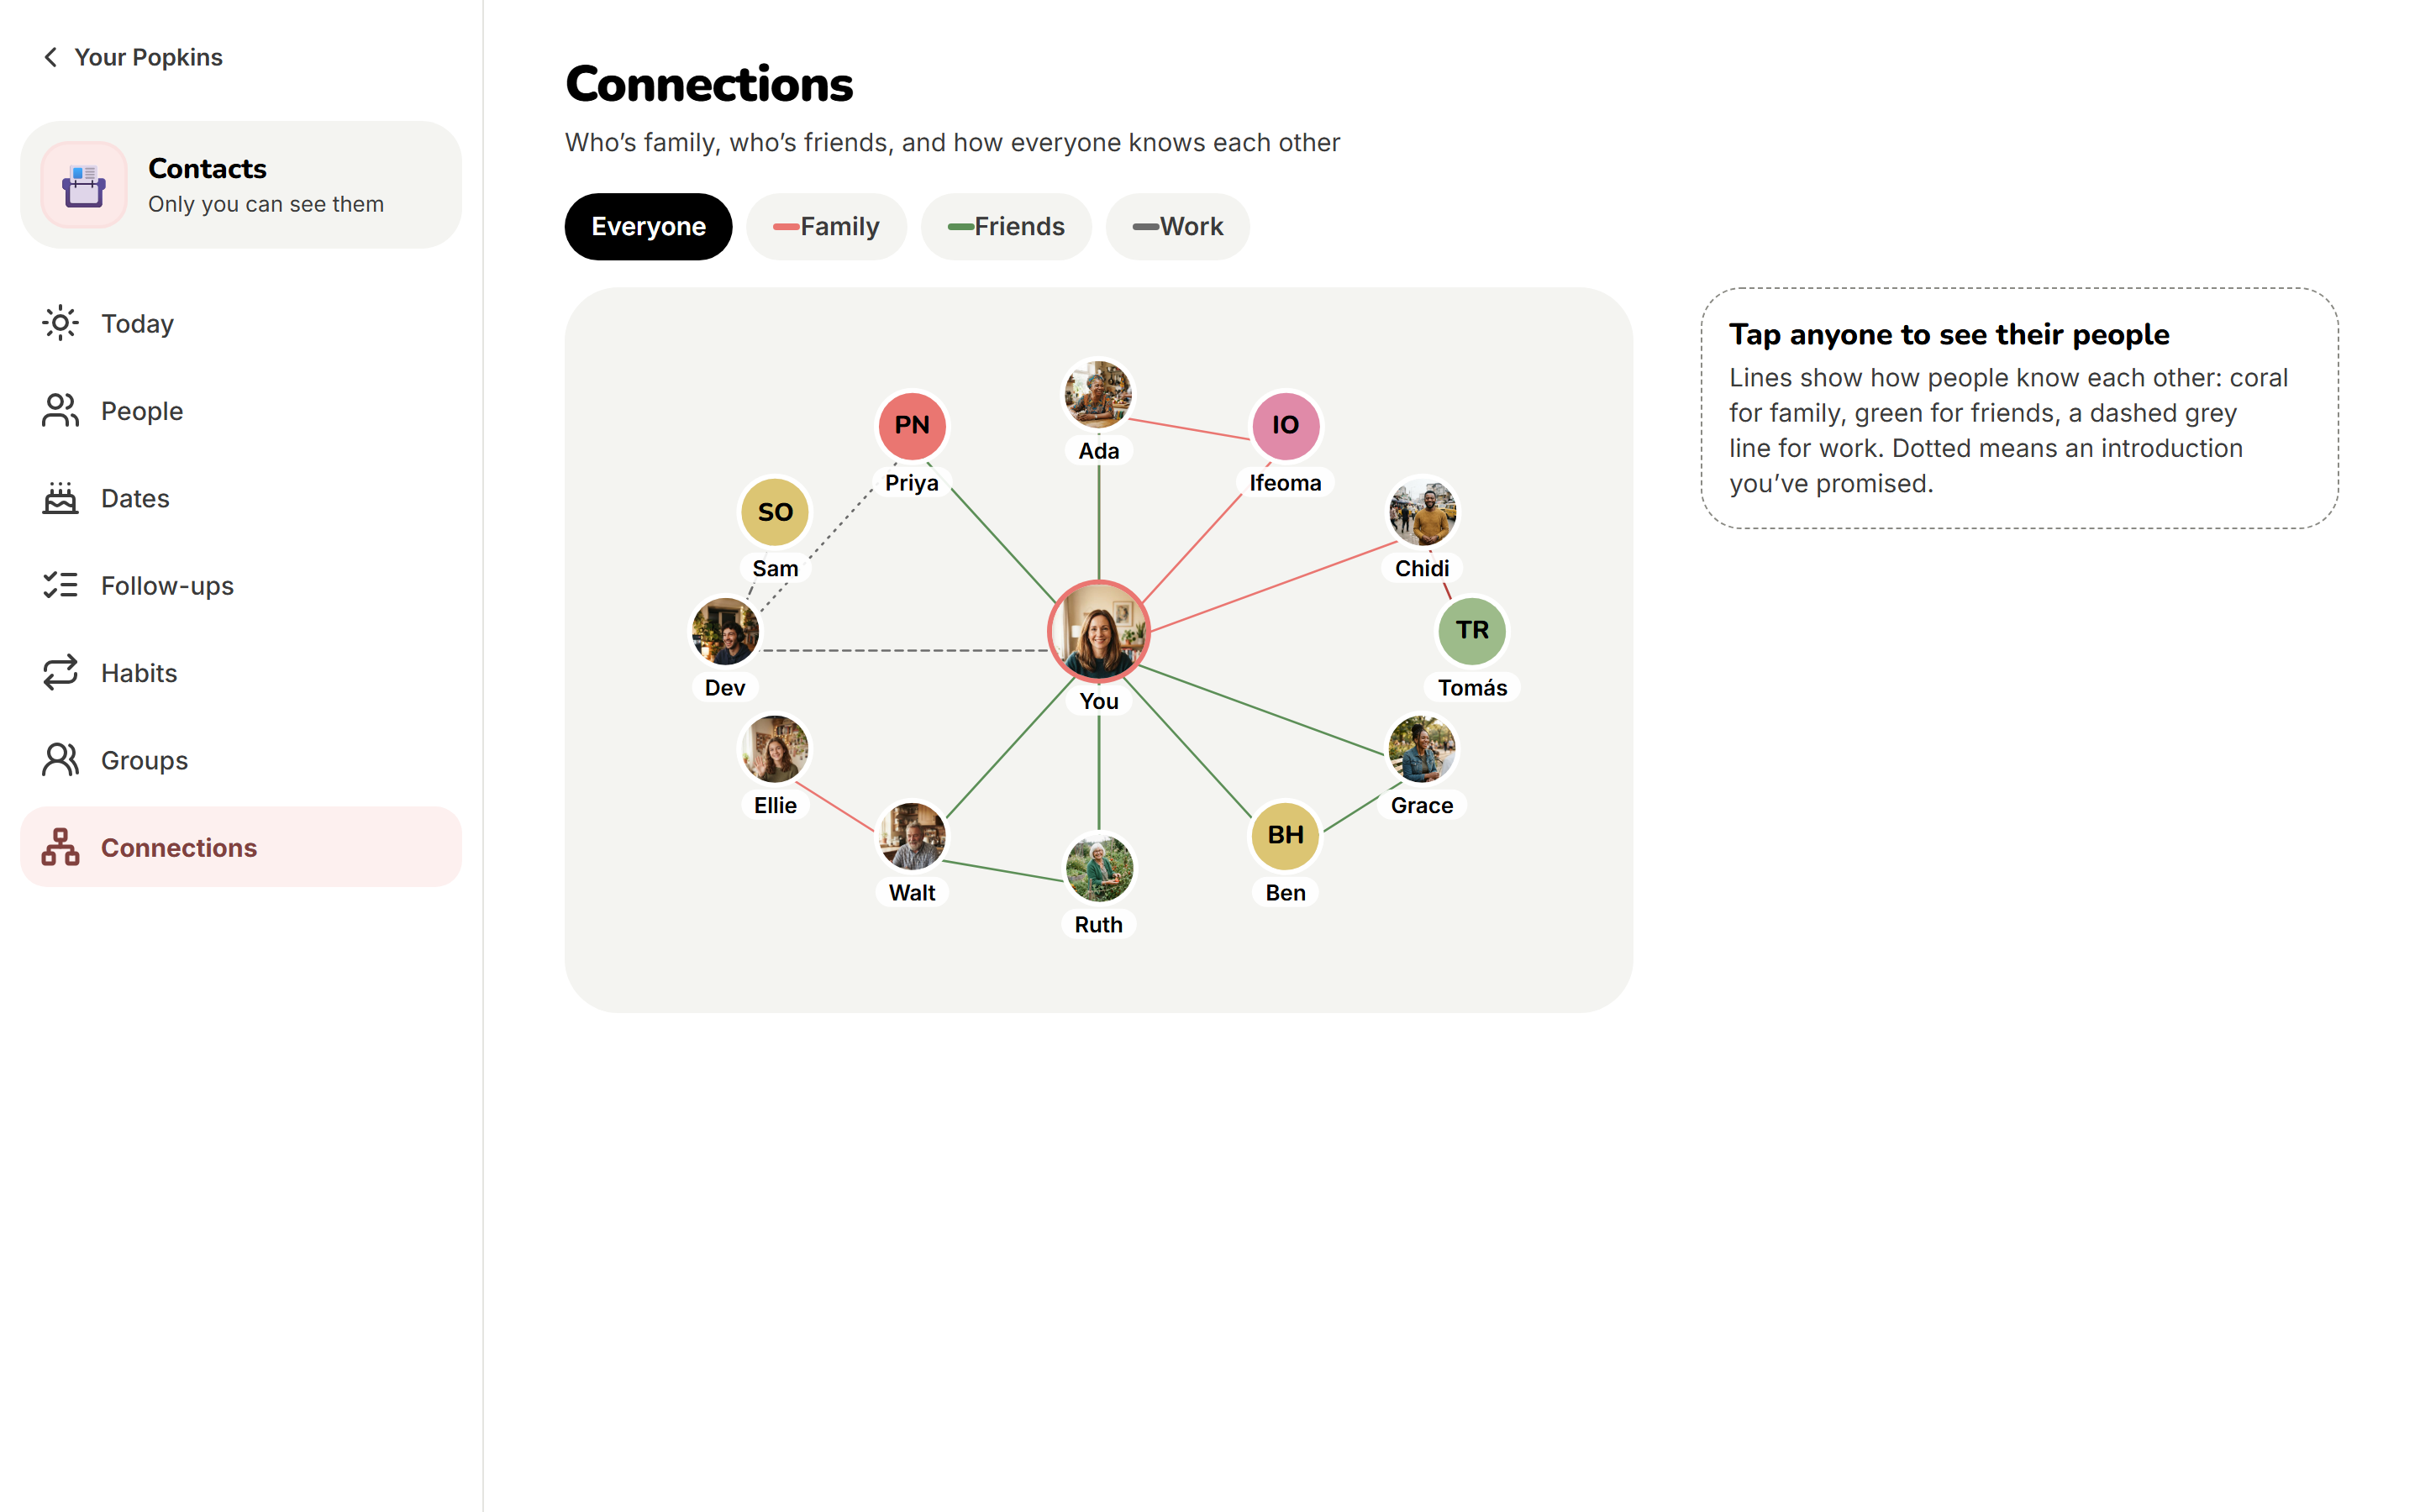 Your Popkins
Contacts
Only you can see them
Today
People
Dates
Follow-ups
Habits
Groups
Connections
Connections
Who’s family, who’s friends, and how everyone knows each other
Everyone
Family
Friends
Work
Ada
PN
Priya
IO
Ifeoma
SO
Sam
Chidi
Dev
You
TR
Tomás
Ellie
Grace
Walt
BH
Ben
Ruth
Tap anyone to see their people
Lines show how people know each other: coral
for family, green for friends, a dashed grey
line for work. Dotted means an introduction
you’ve promised.